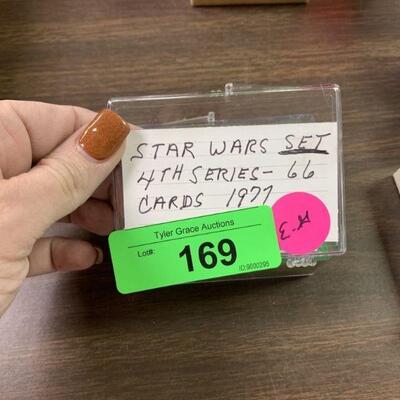 STAR WARS SET
4TH SERIES - 66
CARDS 1977
Tyler Grace Auctions
Lot#: 169
ID:9000295